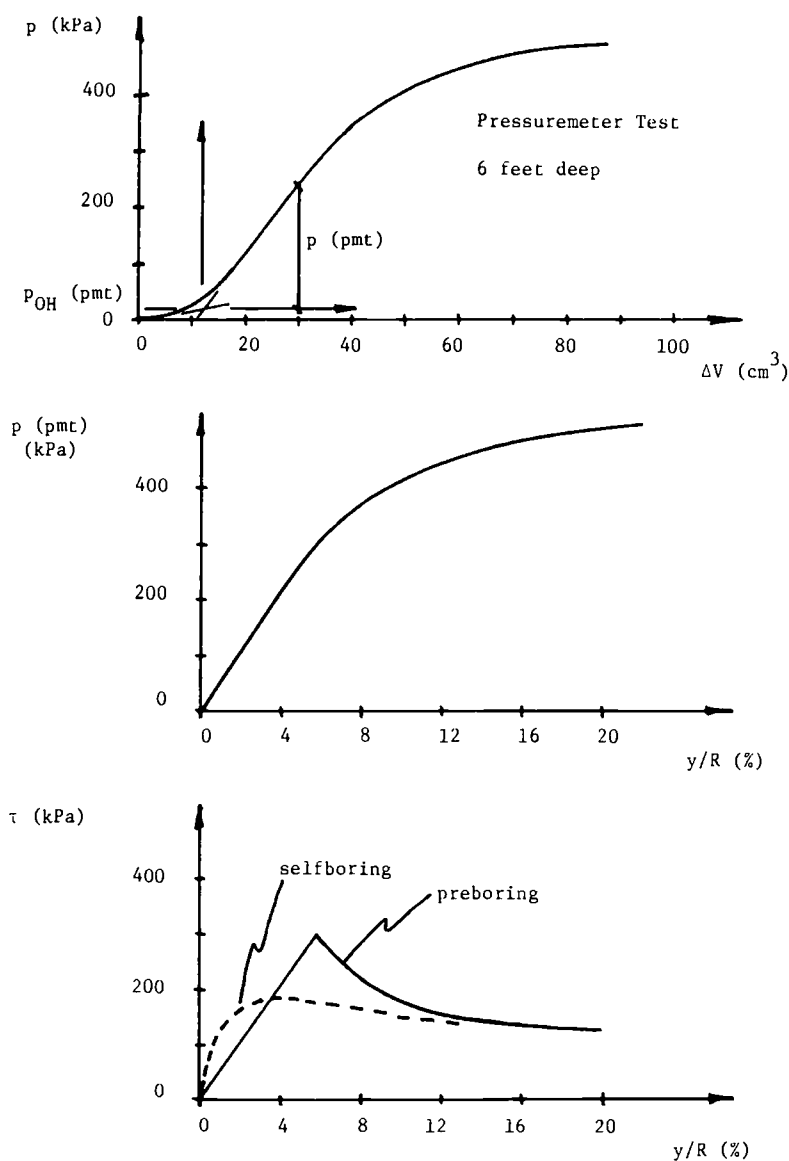 p (kPa)
400
200
0
Pressuremeter Test
6 feet deep
p (pmt)
POH (pmt)
0 20 40 60 80 100
ΔV (cm³)
p (pmt)
(kPa)
400
200
0
0 4 8 12 16 20
y/R (%)
τ (kPa)
400
200
0
selfboring
preboring
0 4 8 12 16 20
y/R (%)